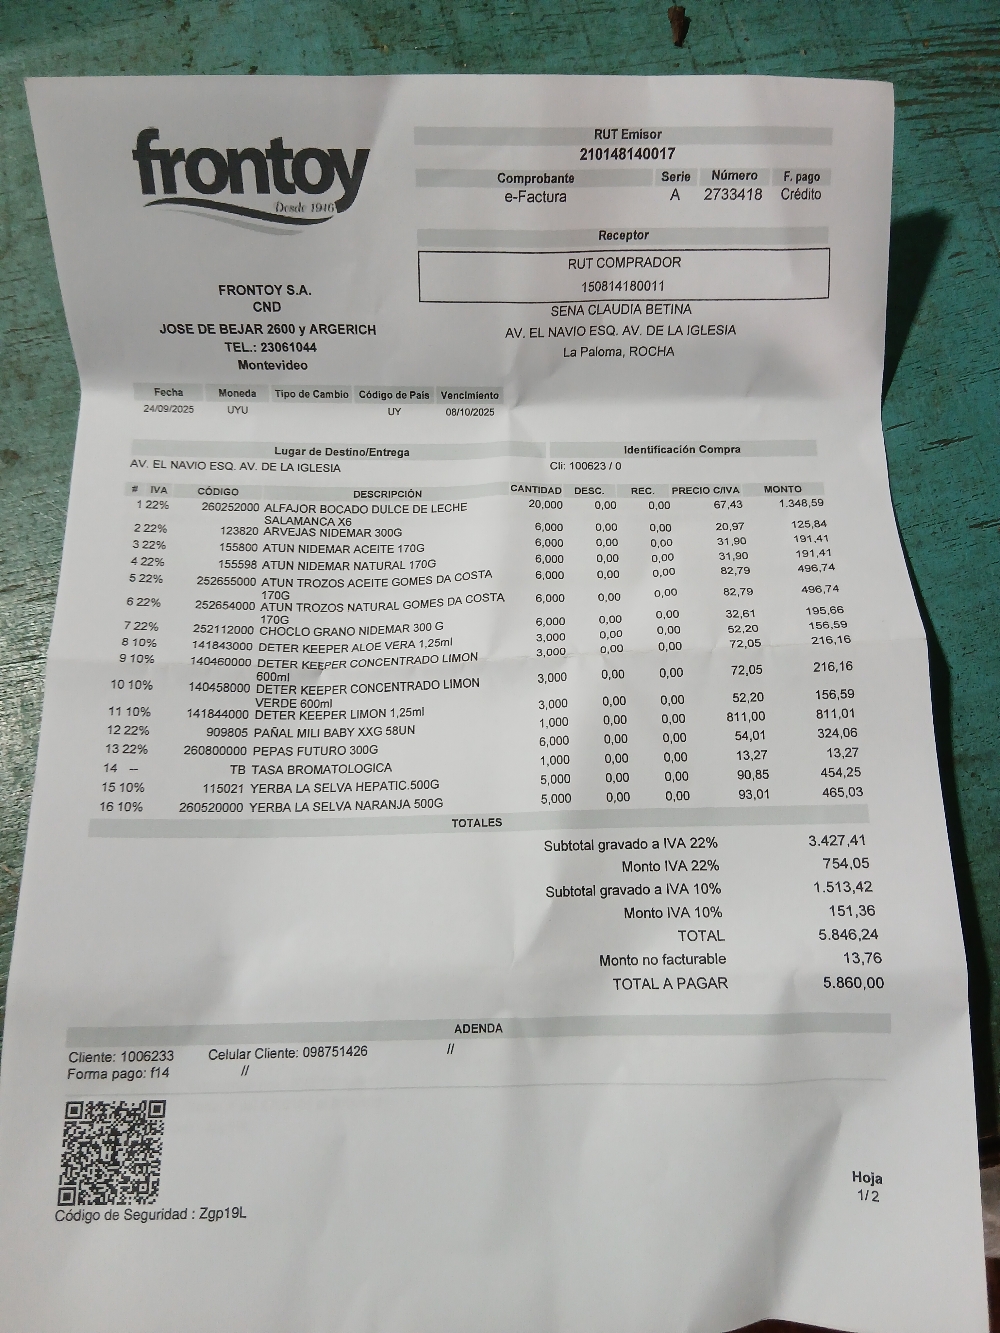 frontoy
Desde 1946
RUT Emisor
210148140017
Comprobante Serie Número F. pago
e-Factura A 2733418 Crédito
Receptor
RUT COMPRADOR
150814180011
SENA CLAUDIA BETINA
AV. EL NAVIO ESQ. AV. DE LA IGLESIA
La Paloma, ROCHA
FRONTOY S.A.
CND
JOSE DE BEJAR 2600 y ARGERICH
TEL.: 23061044
Montevideo
Fecha Moneda Tipo de Cambio Código de País Vencimiento
24/09/2025 UYU UY 08/10/2025
Lugar de Destino/Entrega Identificación Compra
AV. EL NAVIO ESQ. AV. DE LA IGLESIA Cli: 100623 / 0
# IVA CÓDIGO DESCRIPCIÓN CANTIDAD DESC. REC. PRECIO C/IVA MONTO
1 22% 260252000 ALFAJOR BOCADO DULCE DE LECHE 20,000 0,00 0,00 67,43 1.348,59
SALAMANCA X6
2 22% 123820 ARVEJAS NIDEMAR 300G 6,000 0,00 0,00 20,97 125,84
3 22% 155800 ATUN NIDEMAR ACEITE 170G 6,000 0,00 0,00 31,90 191,41
4 22% 155598 ATUN NIDEMAR NATURAL 170G 6,000 0,00 0,00 31,90 191,41
5 22% 252655000 ATUN TROZOS ACEITE GOMES DA COSTA 6,000 0,00 0,00 82,79 496,74
170G
6 22% 252654000 ATUN TROZOS NATURAL GOMES DA COSTA 6,000 0,00 0,00 82,79 496,74
170G
7 22% 252112000 CHOCLO GRANO NIDEMAR 300 G 6,000 0,00 0,00 32,61 195,66
8 10% 141843000 DETER KEEPER ALOE VERA 1,25ml 3,000 0,00 0,00 52,20 156,59
9 10% 140460000 DETER KEEPER CONCENTRADO LIMON 3,000 0,00 0,00 72,05 216,16
600ml
10 10% 140458000 DETER KEEPER CONCENTRADO LIMON 3,000 0,00 0,00 72,05 216,16
VERDE 600ml
11 10% 141844000 DETER KEEPER LIMON 1,25ml 3,000 0,00 0,00 52,20 156,59
12 22% 909805 PAÑAL MILI BABY XXG 58UN 1,000 0,00 0,00 811,00 811,01
13 22% 260800000 PEPAS FUTURO 300G 6,000 0,00 0,00 54,01 324,06
14 -- TB TASA BROMATOLOGICA 1,000 0,00 0,00 13,27 13,27
15 10% 115021 YERBA LA SELVA HEPATIC.500G 5,000 0,00 0,00 90,85 454,25
16 10% 260520000 YERBA LA SELVA NARANJA 500G 5,000 0,00 0,00 93,01 465,03
TOTALES
Subtotal gravado a IVA 22% 3.427,41
Monto IVA 22% 754,05
Subtotal gravado a IVA 10% 1.513,42
Monto IVA 10% 151,36
TOTAL 5.846,24
Monto no facturable 13,76
TOTAL A PAGAR 5.860,00
ADENDA
Cliente: 1006233 Celular Cliente: 098751426 //
Forma pago: f14 //
Código de Seguridad : Zgp19L
Hoja
1/ 2